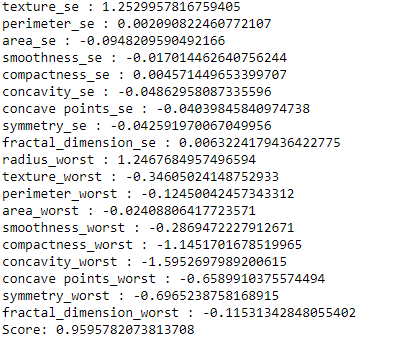 texture_se : 1.2529957816759405
perimeter_se : 0.002090822460772107
area_se : -0.0948209590492166
smoothness_se : -0.017014462640756244
compactness_se : 0.004571449653399707
concavity_se : -0.04862958087335596
concave points_se : -0.04039845840974738
symmetry_se : -0.042591970067049956
fractal_dimension_se : 0.0063224179436422775
radius_worst : 1.2467684957496594
texture_worst : -0.34605024148752933
perimeter_worst : -0.12450042457343312
area_worst : -0.02408806417723571
smoothness_worst : -0.2869472227912671
compactness_worst : -1.1451701678519965
concavity_worst : -1.5952697989200615
concave points_worst : -0.6589910375574494
symmetry_worst : -0.6965238758168915
fractal_dimension_worst : -0.11531342848055402
Score: 0.9595782073813708